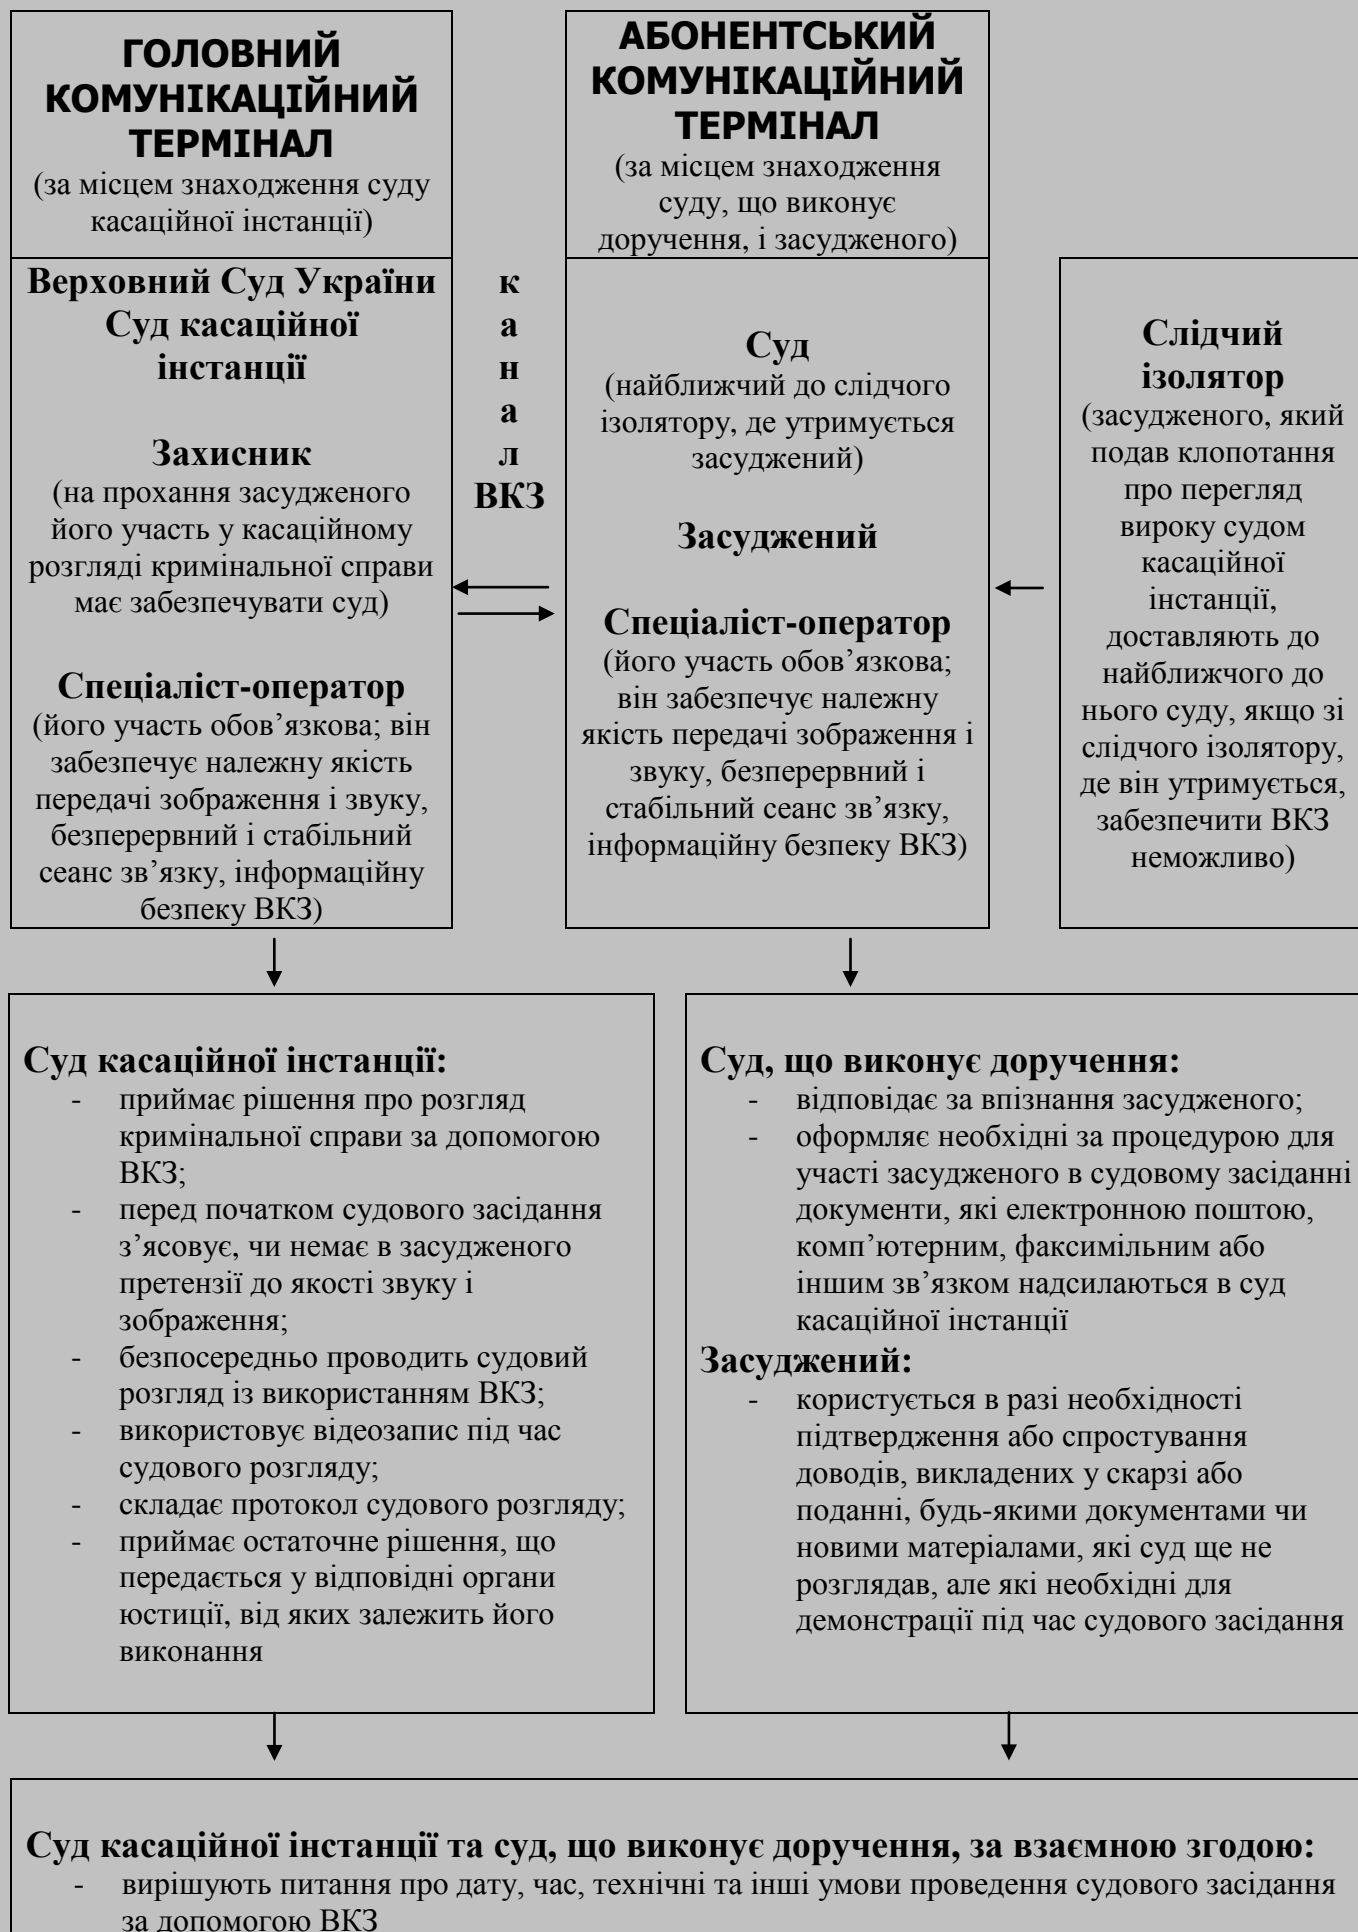 ГОЛОВНИЙ
КОМУНІКАЦІЙНИЙ
ТЕРМІНАЛ
(за місцем знаходження суду
касаційної інстанції)
АБОНЕНТСЬКИЙ
КОМУНІКАЦІЙНИЙ
ТЕРМІНАЛ
(за місцем знаходження
суду, що виконує
доручення, і засудженого)
Верховний Суд України
Суд касаційної
інстанції
Захисник
(на прохання засудженого
його участь у касаційному
розгляді кримінальної справи
має забезпечувати суд)
Спеціаліст-оператор
(його участь обов’язкова; він
забезпечує належну якість
передачі зображення і звуку,
безперервний і стабільний
сеанс зв’язку, інформаційну
безпеку ВКЗ)
к
а
н
а
л
ВКЗ
Суд
(найближчий до слідчого
ізолятору, де утримується
засуджений)
Засуджений
Спеціаліст-оператор
(його участь обов’язкова;
він забезпечує належну
якість передачі зображення і
звуку, безперервний і
стабільний сеанс зв’язку,
інформаційну безпеку ВКЗ)
Слідчий
ізолятор
(засудженого, який
подав клопотання
про перегляд
вироку судом
касаційної
інстанції,
доставляють до
найближчого до
нього суду, якщо зі
слідчого ізолятору,
де він утримується,
забезпечити ВКЗ
неможливо)
Суд касаційної інстанції:
- приймає рішення про розгляд
кримінальної справи за допомогою
ВКЗ;
- перед початком судового засідання
з’ясовує, чи немає в засудженого
претензії до якості звуку і
зображення;
- безпосередньо проводить судовий
розгляд із використанням ВКЗ;
- використовує відеозапис під час
судового розгляду;
- складає протокол судового розгляду;
- приймає остаточне рішення, що
передається у відповідні органи
юстиції, від яких залежить його
виконання
Суд, що виконує доручення:
- відповідає за впізнання засудженого;
- оформляє необхідні за процедурою для
участі засудженого в судовому засіданні
документи, які електронною поштою,
комп’ютерним, факсимільним або
іншим зв’язком надсилаються в суд
касаційної інстанції
Засуджений:
- користується в разі необхідності
підтвердження або спростування
доводів, викладених у скарзі або
поданні, будь-якими документами чи
новими матеріалами, які суд ще не
розглядав, але які необхідні для
демонстрації під час судового засідання
Суд касаційної інстанції та суд, що виконує доручення, за взаємною згодою:
- вирішують питання про дату, час, технічні та інші умови проведення судового засідання
за допомогою ВКЗ